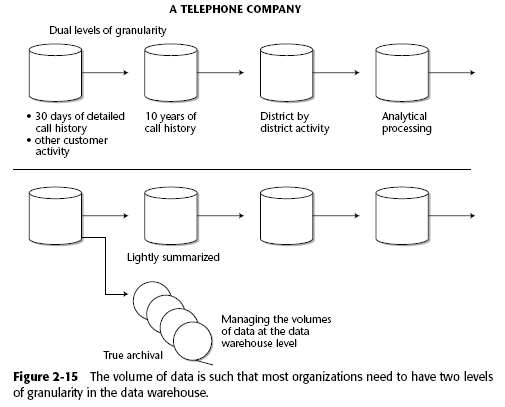 A TELEPHONE COMPANY
Dual levels of granularity
• 30 days of detailed
call history
• other customer
activity
10 years of
call history
District by
district activity
Analytical
processing
Lightly summarized
Managing the volumes
of data at the data
warehouse level
True archival
Figure 2-15 The volume of data is such that most organizations need to have two levels
of granularity in the data warehouse.